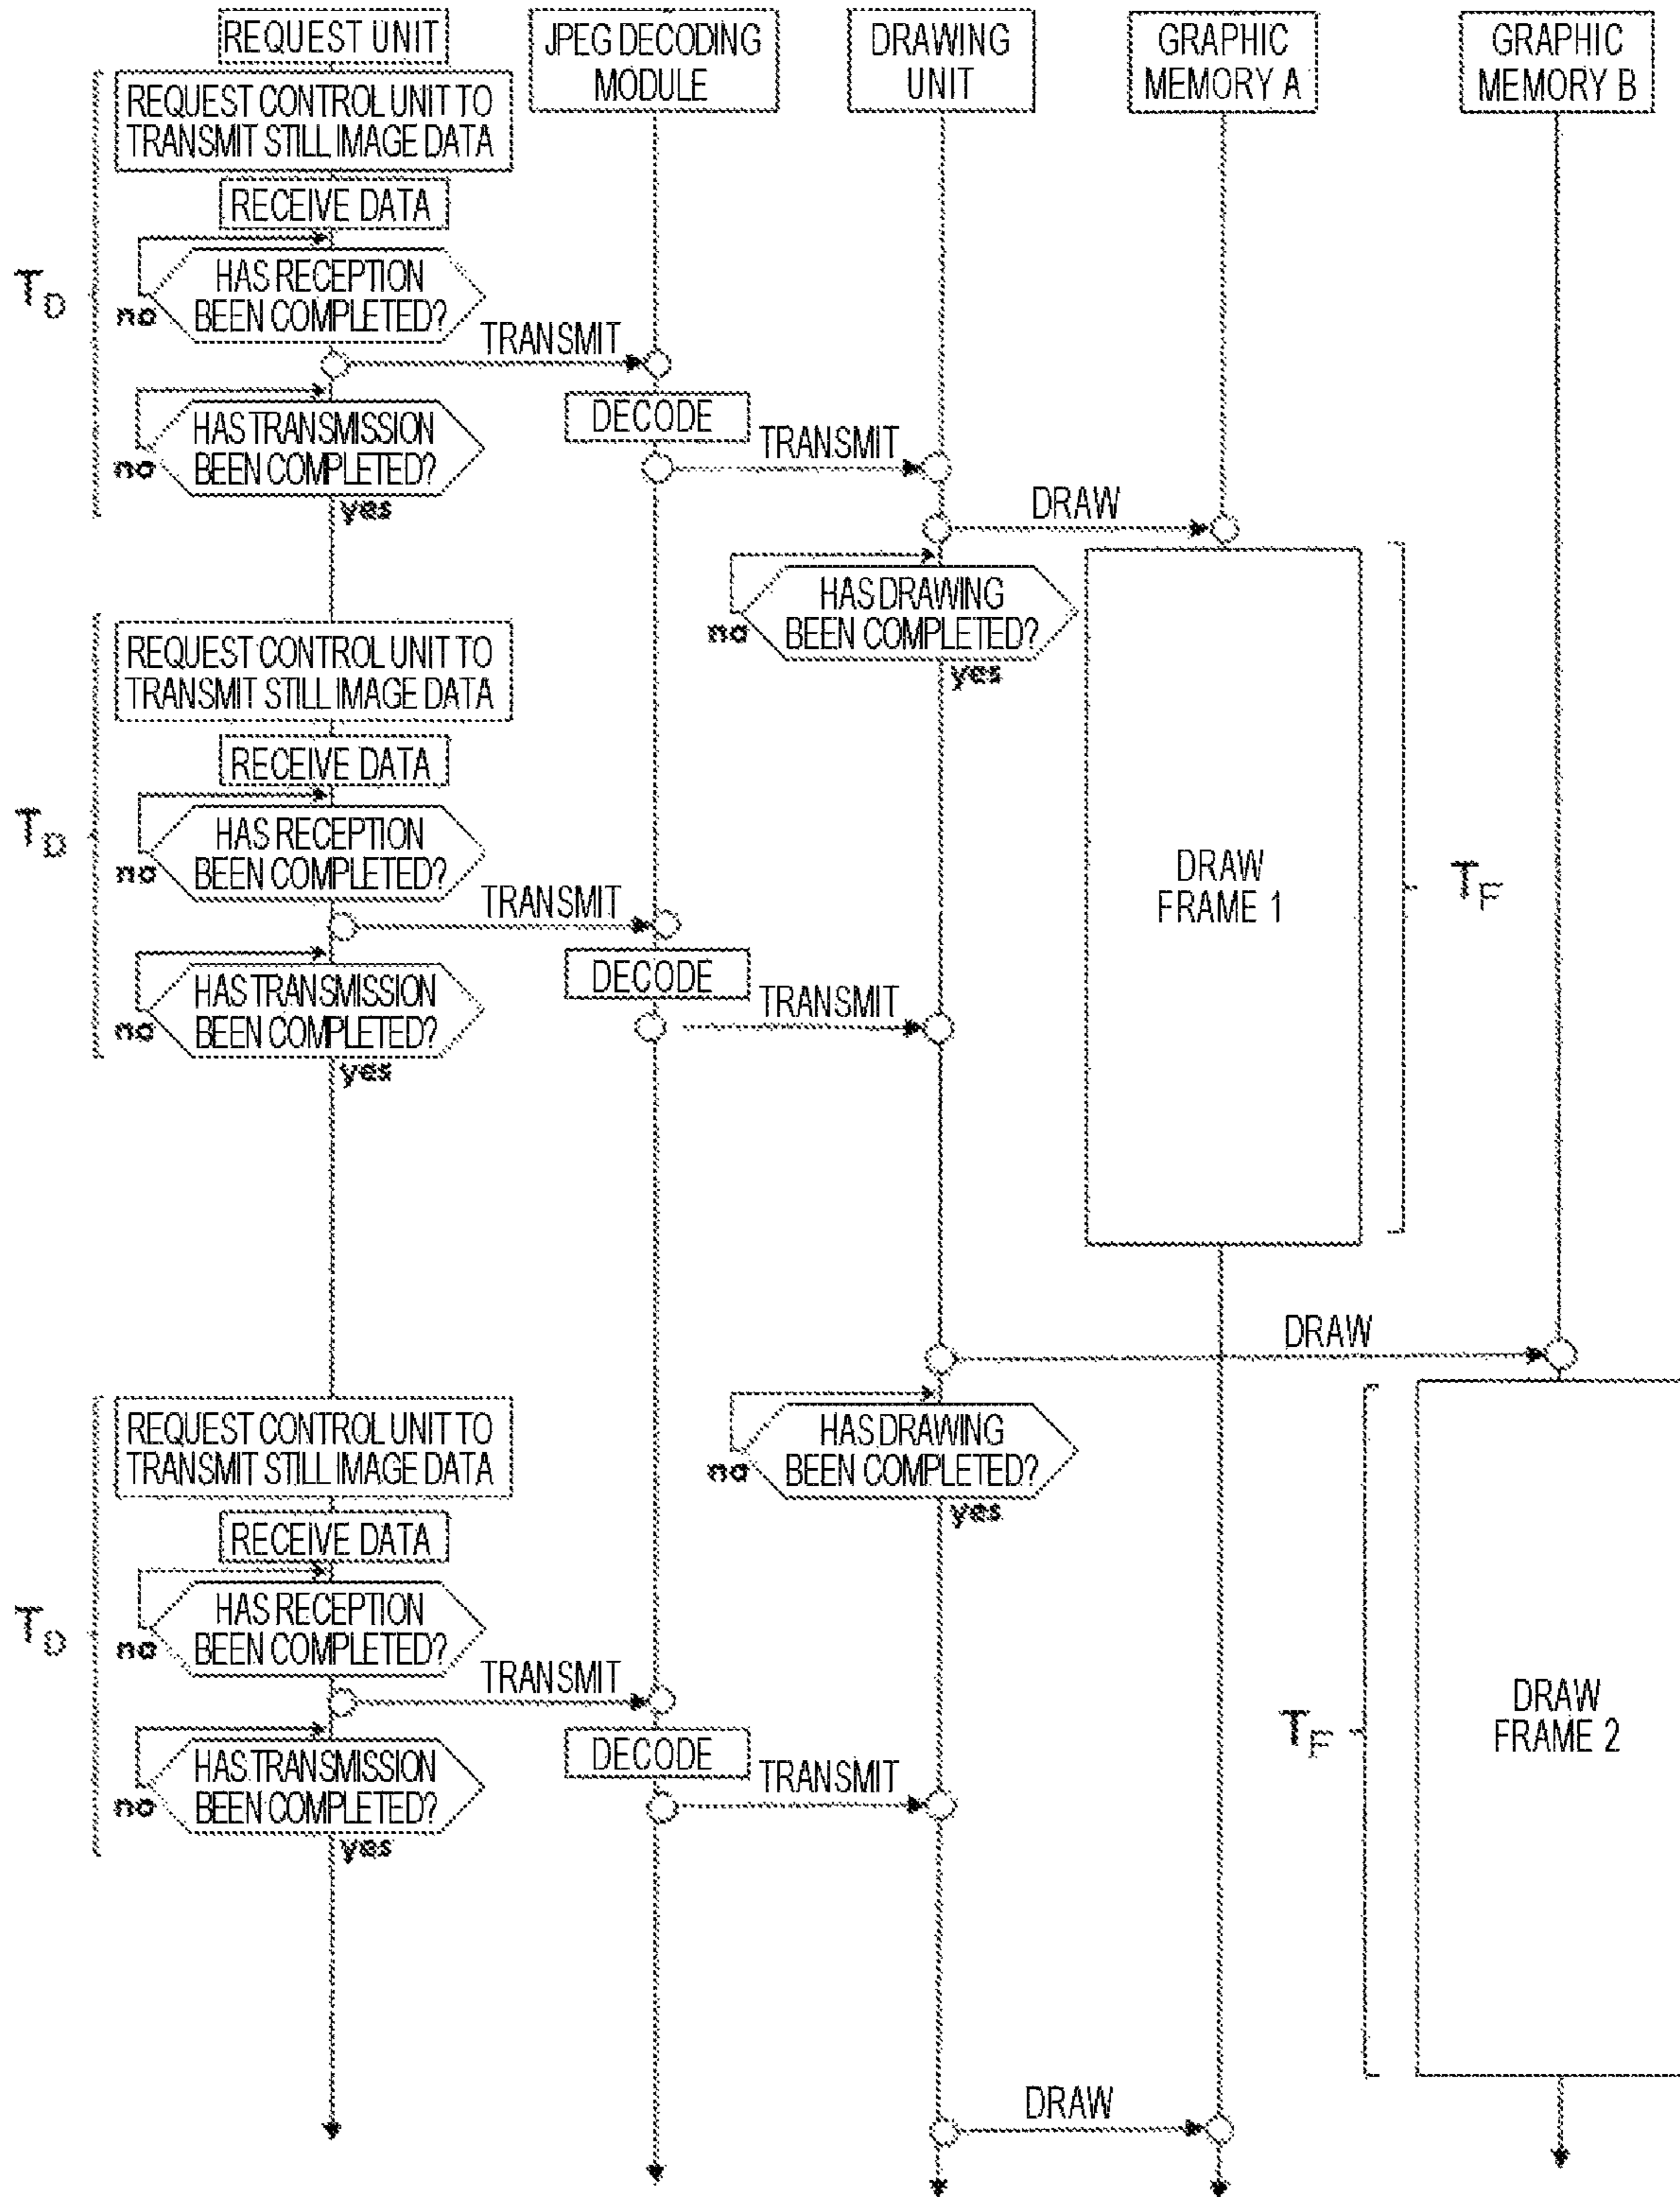 REQUEST UNIT
JPEG DECODING
MODULE
DRAWING
UNIT
GRAPHIC
MEMORY A
GRAPHIC
MEMORY B
REQUEST CONTROL UNIT TO
TRANSMIT STILL IMAGE DATA
RECEIVE DATA
HAS RECEPTION
BEEN COMPLETED?
no
TD
TRANSMIT
HAS TRANSMISSION
BEEN COMPLETED?
no
yes
DECODE
TRANSMIT
DRAW
HAS DRAWING
BEEN COMPLETED?
no
yes
REQUEST CONTROL UNIT TO
TRANSMIT STILL IMAGE DATA
RECEIVE DATA
HAS RECEPTION
BEEN COMPLETED?
no
TD
TRANSMIT
HAS TRANSMISSION
BEEN COMPLETED?
no
yes
DECODE
TRANSMIT
DRAW
FRAME 1
TF
DRAW
HAS DRAWING
BEEN COMPLETED?
no
yes
REQUEST CONTROL UNIT TO
TRANSMIT STILL IMAGE DATA
RECEIVE DATA
HAS RECEPTION
BEEN COMPLETED?
no
TD
TRANSMIT
HAS TRANSMISSION
BEEN COMPLETED?
no
yes
DECODE
TRANSMIT
TF
DRAW
FRAME 2
DRAW